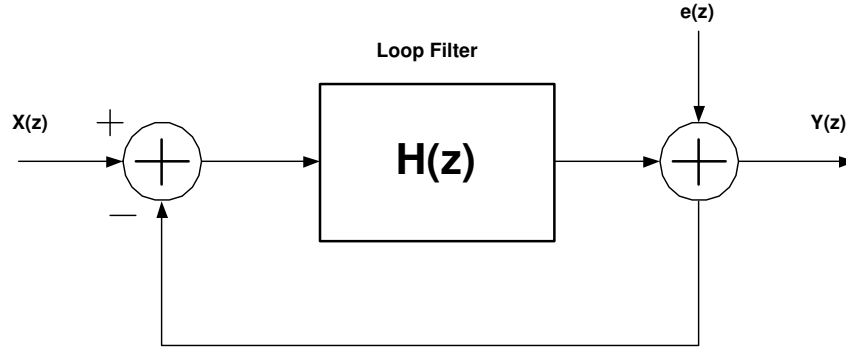 e(z)
Loop Filter
X(z)
+
H(z)
Y(z)
—